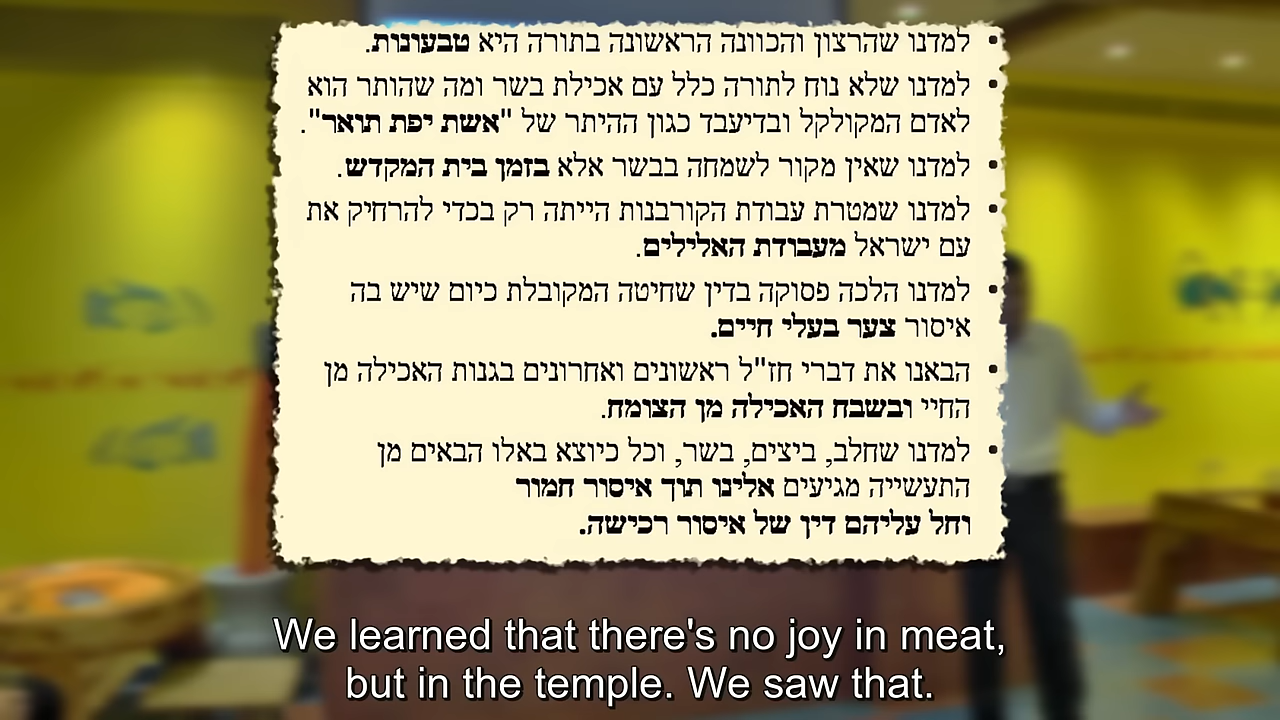 • למדנו שהרצון והכוונה הראשונה בתורה היא טבעונות.
• למדנו שלא נוח לתורה כלל עם אכילת בשר ומה שהותר הוא
לאדם המקולקל ובדיעבד כגון ההיתר של "אשת יפת תואר".
• למדנו שאין מקור לשמחה בבשר אלא בזמן בית המקדש.
• למדנו שמטרת עבודת הקורבנות הייתה רק בכדי להרחיק את
עם ישראל מעבודת האלילים.
• למדנו הלכה פסוקה בדין שחיטה המקובלת כיום שיש בה
איסור צער בעלי חיים.
• הבאנו את דברי חז"ל ראשונים ואחרונים בגנות האכילה מן
החיי ובשבח האכילה מן הצומח.
• למדנו שחלב, ביצים, בשר, וכל כיוצא באלו הבאים מן
התעשייה מגיעים אלינו תוך איסור חמור
וחל עליהם דין של איסור רכישה.
We learned that there's no joy in meat,
but in the temple. We saw that.